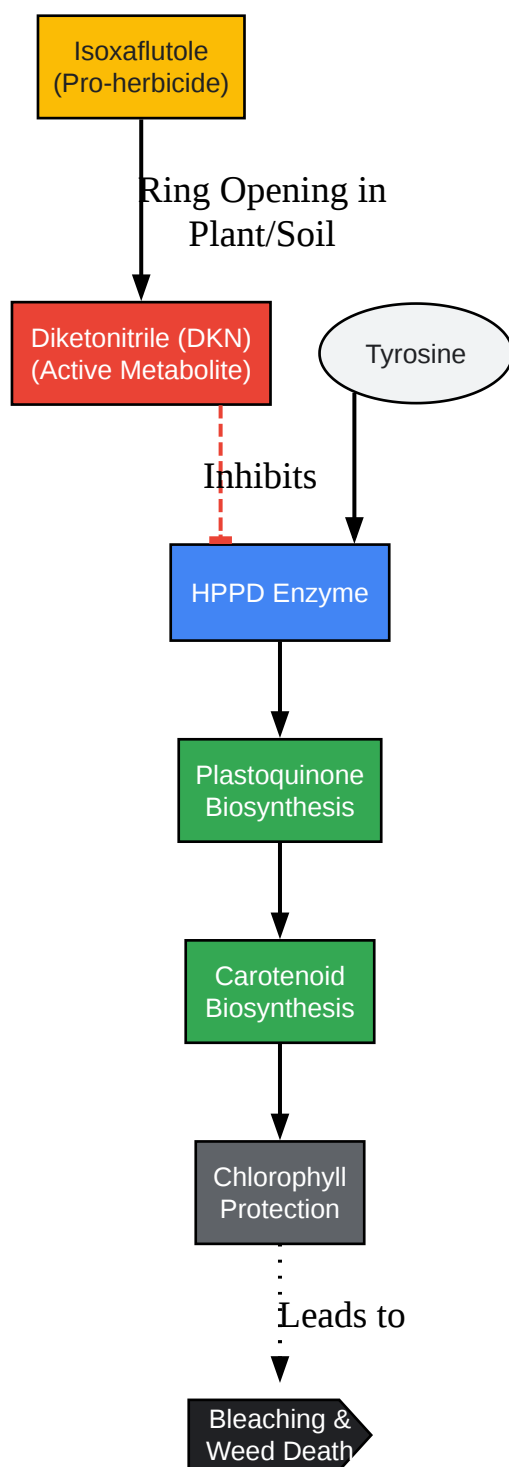 Isoxaflutole
(Pro-herbicide)
Ring Opening in
Plant/Soil
Diketonitrile (DKN)
(Active Metabolite)
Tyrosine
Inhibits
HPPD Enzyme
Plastoquinone
Biosynthesis
Carotenoid
Biosynthesis
Chlorophyll
Protection
Leads to
Bleaching &
Weed Death